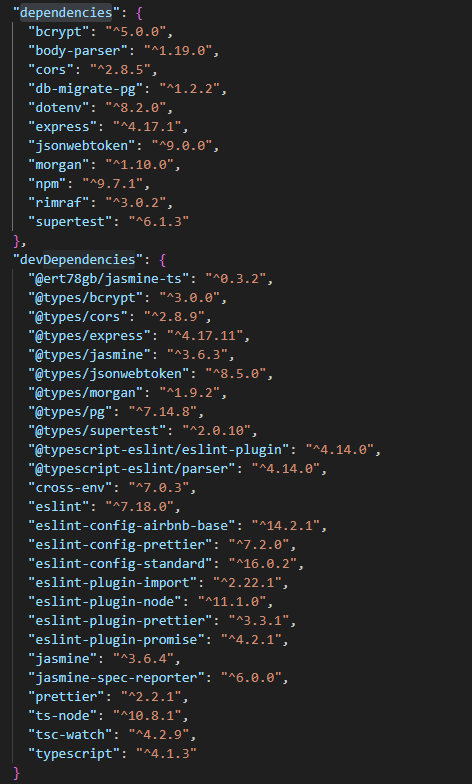 "dependencies": {
"bcrypt": "^5.0.0",
"body-parser": "^1.19.0",
"cors": "^2.8.5",
"db-migrate-pg": "^1.2.2",
"dotenv": "^8.2.0",
"express": "^4.17.1",
"jsonwebtoken": "^9.0.0",
"morgan": "^1.10.0",
"npm": "^9.7.1",
"rimraf": "^3.0.2",
"supertest": "^6.1.3"
},
"devDependencies": {
"@ert78gb/jasmine-ts": "^0.3.2",
"@types/bcrypt": "^3.0.0",
"@types/cors": "^2.8.9",
"@types/express": "^4.17.11",
"@types/jasmine": "^3.6.3",
"@types/jsonwebtoken": "^8.5.0",
"@types/morgan": "^1.9.2",
"@types/pg": "^7.14.8",
"@types/supertest": "^2.0.10",
"@typescript-eslint/eslint-plugin": "^4.14.0",
"@typescript-eslint/parser": "^4.14.0",
"cross-env": "^7.0.3",
"eslint": "^7.18.0",
"eslint-config-airbnb-base": "^14.2.1",
"eslint-config-prettier": "^7.2.0",
"eslint-config-standard": "^16.0.2",
"eslint-plugin-import": "^2.22.1",
"eslint-plugin-node": "^11.1.0",
"eslint-plugin-prettier": "^3.3.1",
"eslint-plugin-promise": "^4.2.1",
"jasmine": "^3.6.4",
"jasmine-spec-reporter": "^6.0.0",
"prettier": "^2.2.1",
"ts-node": "^10.8.1",
"tsc-watch": "^4.2.9",
"typescript": "^4.1.3"
}